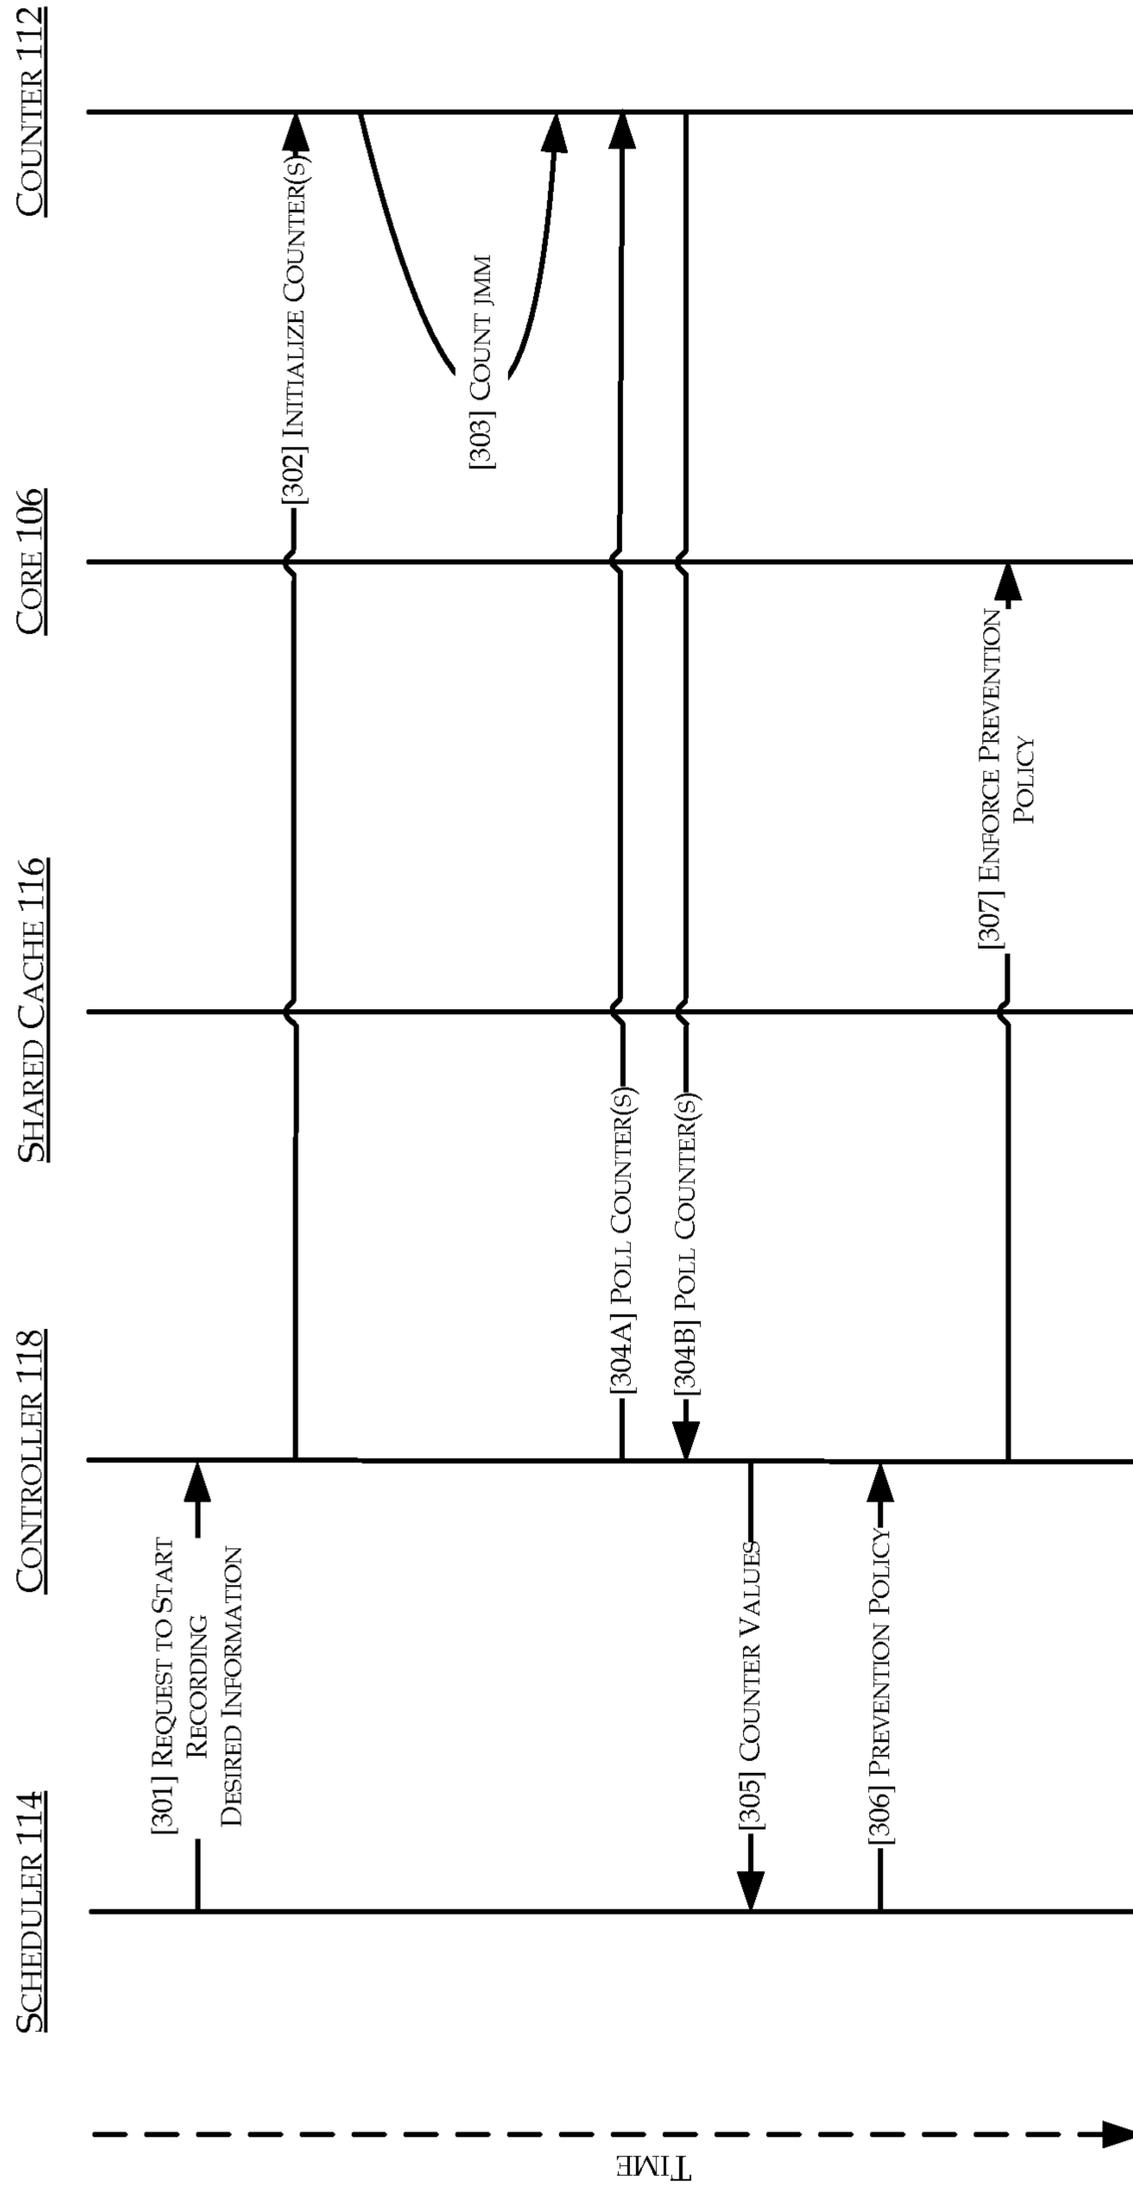 SCHEDULER 114
CONTROLLER 118
SHARED CACHE 116
CORE 106
COUNTER 112
TIME
[301] REQUEST TO START
RECORDING
DESIRED INFORMATION
[302] INITIALIZE COUNTER(S)
[303] COUNT JMM
[304A] POLL COUNTER(S)
[304B] POLL COUNTER(S)
[305] COUNTER VALUES
[306] PREVENTION POLICY
[307] ENFORCE PREVENTION
POLICY